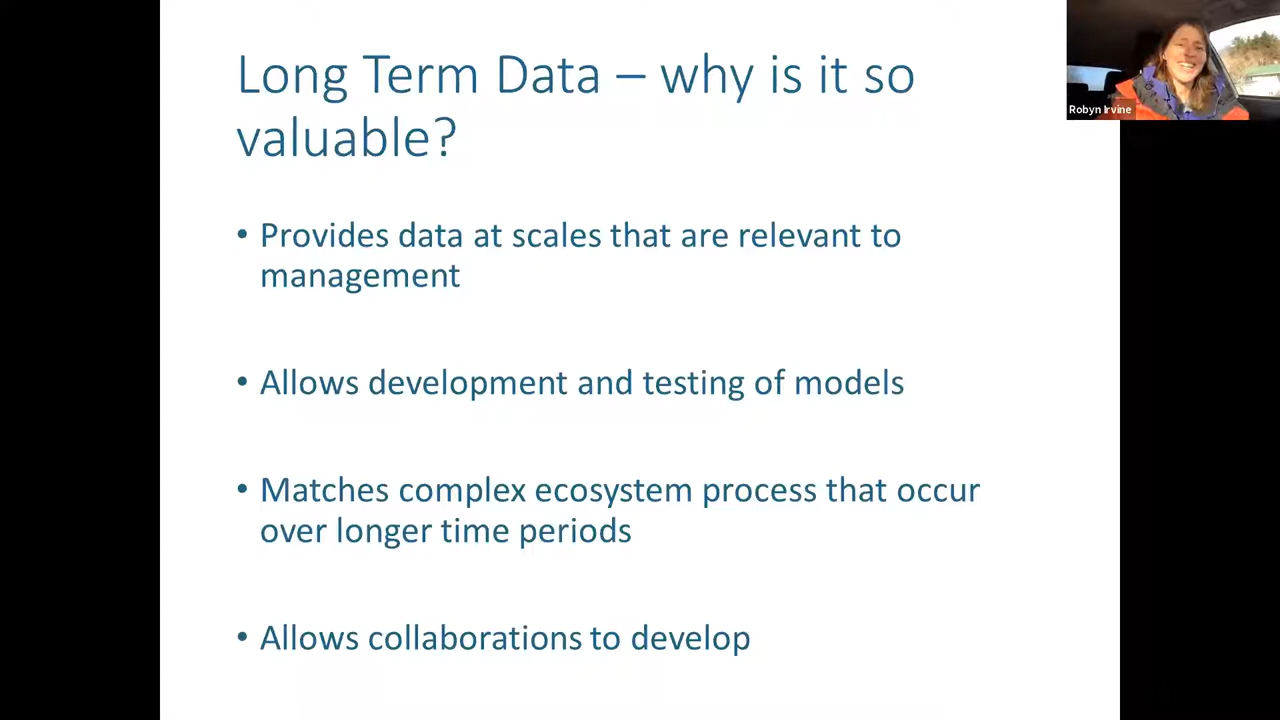 Long Term Data – why is it so
valuable?
Robyn Irvine
• Provides data at scales that are relevant to
management
• Allows development and testing of models
• Matches complex ecosystem process that occur
over longer time periods
• Allows collaborations to develop